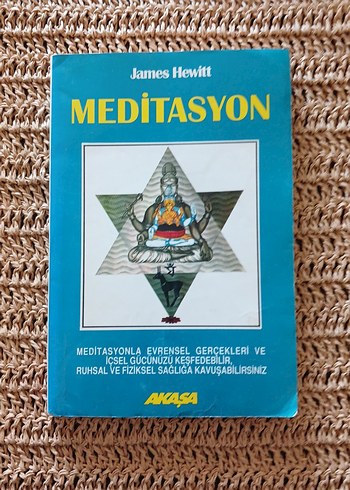 James Hewitt
MEDİTASYON
MEDİTASYONLA EVRENSEL GERÇEKLERİ VE
İÇSEL GÜCÜNÜZÜ KEŞFEDEBİLİR,
RUHSAL VE FİZİKSEL SAĞLIĞA KAVUŞABİLİRSİNİZ
AKAŞA